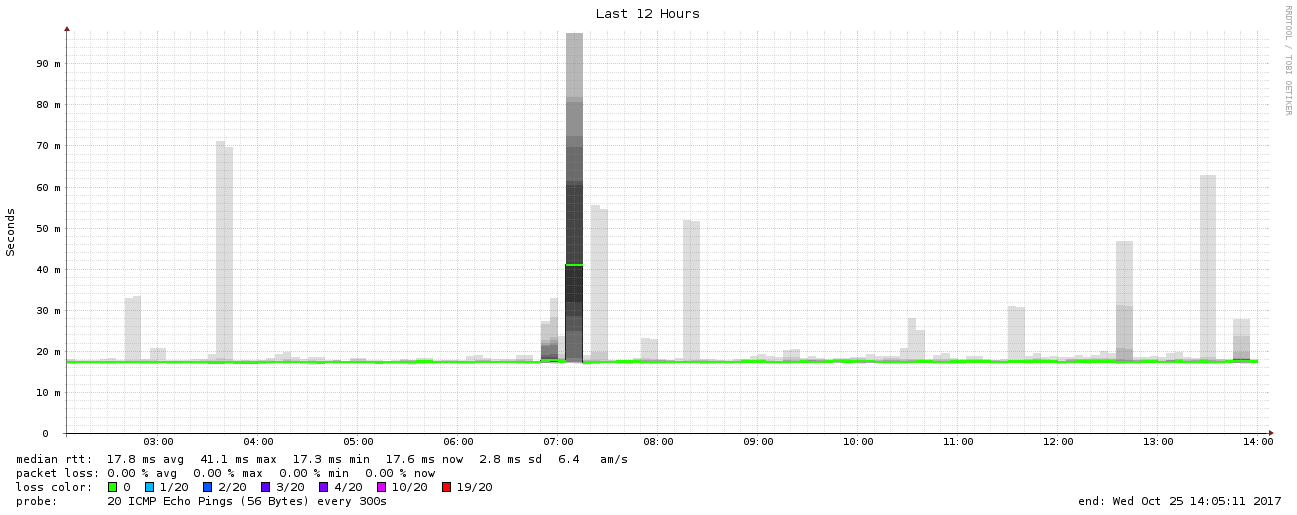 Last 12 Hours
RRDTOOL / TOBI OETIKER
Seconds
90 m
80 m
70 m
60 m
50 m
40 m
30 m
20 m
10 m
0
03:00 04:00 05:00 06:00 07:00 08:00 09:00 10:00 11:00 12:00 13:00 14:00
median rtt: 17.8 ms avg 41.1 ms max 17.3 ms min 17.6 ms now 2.8 ms sd 6.4 am/s
packet loss: 0.00 % avg 0.00 % max 0.00 % min 0.00 % now
loss color: 0 1/20 2/20 3/20 4/20 10/20 19/20
probe: 20 ICMP Echo Pings (56 Bytes) every 300s end: Wed Oct 25 14:05:11 2017